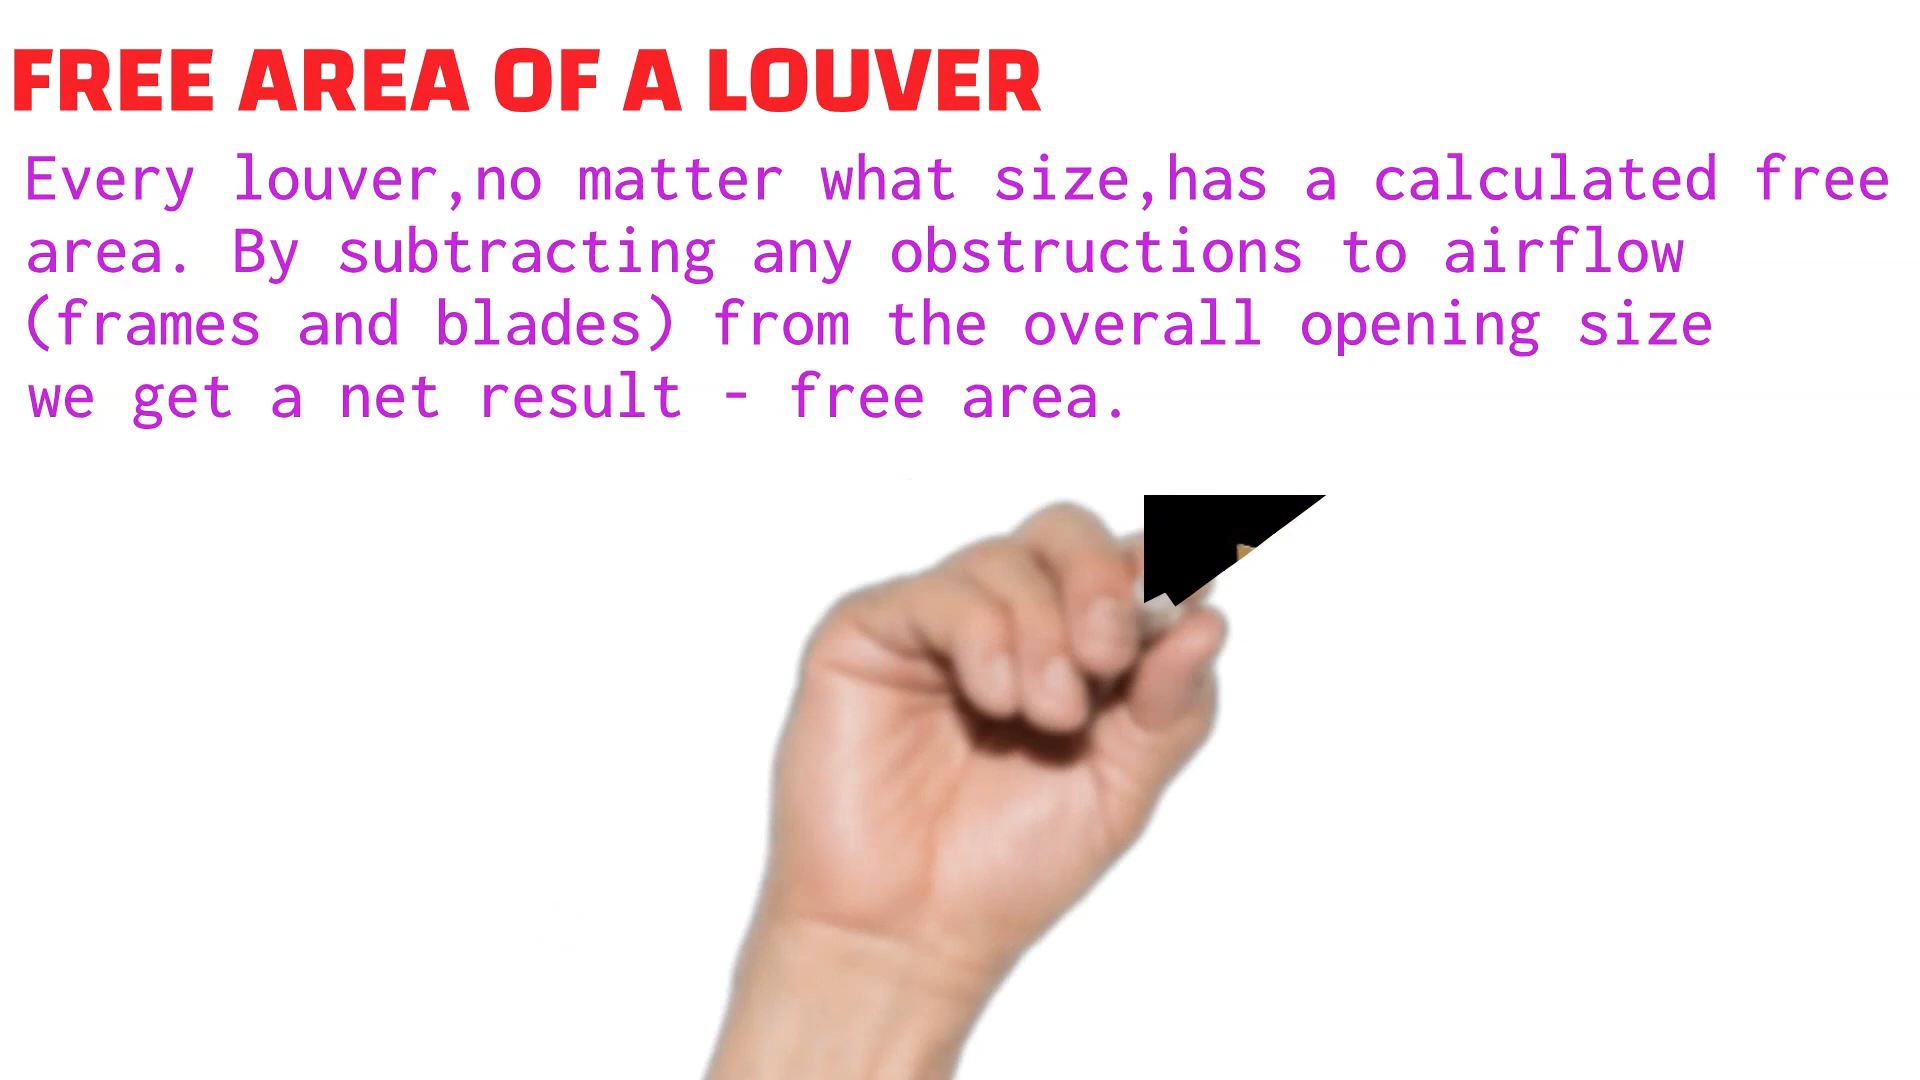 FREE AREA OF A LOUVER
Every louver,no matter what size,has a calculated free
area. By subtracting any obstructions to airflow
(frames and blades) from the overall opening size
we get a net result - free area.